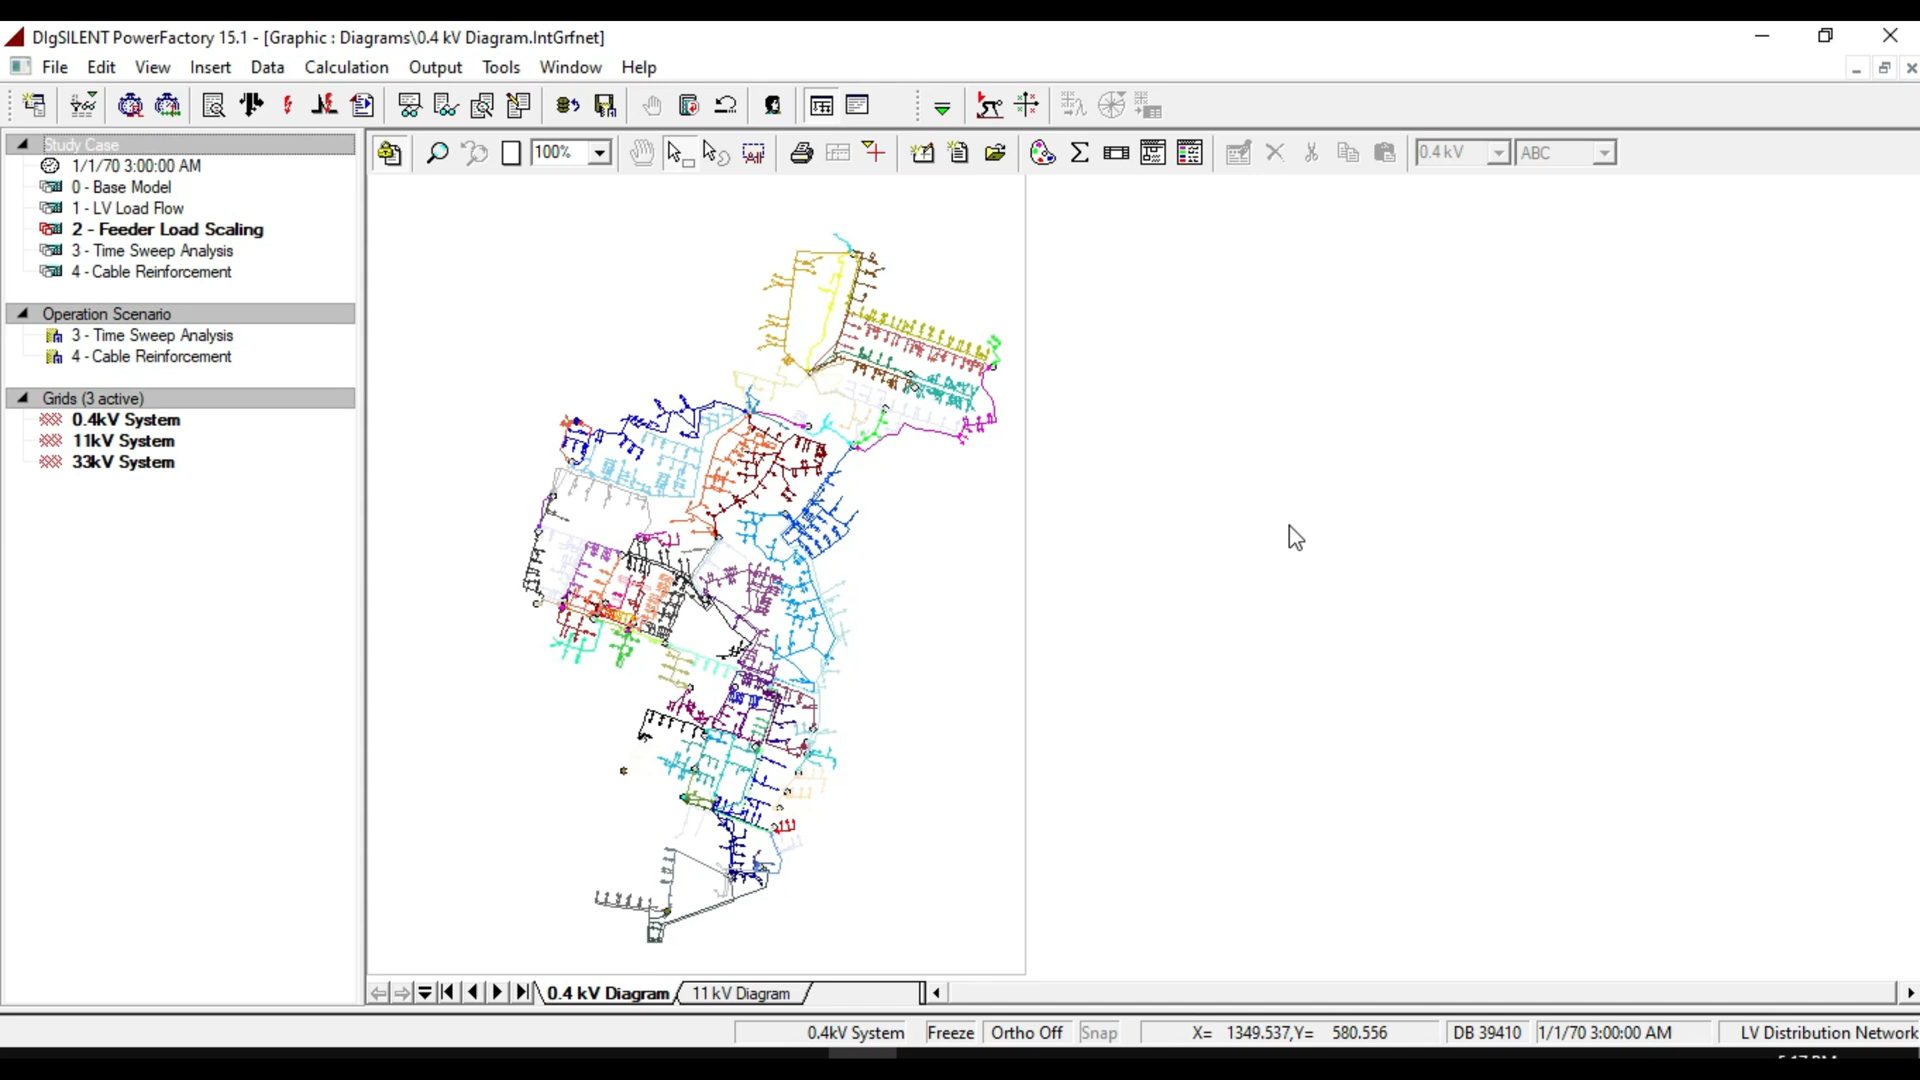 DIgSILENT PowerFactory 15.1 - [Graphic : Diagrams\0.4 kV Diagram.IntGrfnet]
File Edit View Insert Data Calculation Output Tools Window Help
100% 0.4 kV ABC
Study Case
1/1/70 3:00:00 AM
0 - Base Model
1 - LV Load Flow
2 - Feeder Load Scaling
3 - Time Sweep Analysis
4 - Cable Reinforcement
Operation Scenario
3 - Time Sweep Analysis
4 - Cable Reinforcement
Grids (3 active)
0.4kV System
11kV System
33kV System
0.4 kV Diagram 11 kV Diagram
0.4kV System Freeze Ortho Off Snap X= 1349.537,Y= 580.556 DB 39410 1/1/70 3:00:00 AM LV Distribution Network